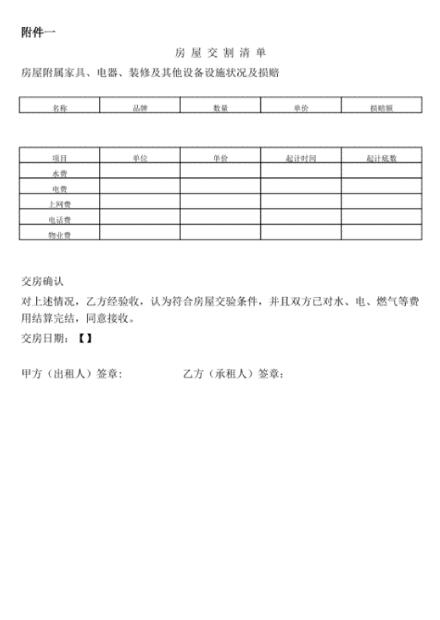 附件一
房 屋 交 割 清 单
房屋附属家具、电器、装修及其他设备设施状况及损赔
名称 品牌 数量 单价 损赔额
项目 单位 单价 起计时间 起计底数
水费
电费
上网费
电话费
物业费
交房确认
对上述情况，乙方经验收，认为符合房屋交验条件，并且双方已对水、电、燃气等费
用结算完结，同意接收。
交房日期：【】
甲方（出租人）签章: 乙方（承租人）签章：